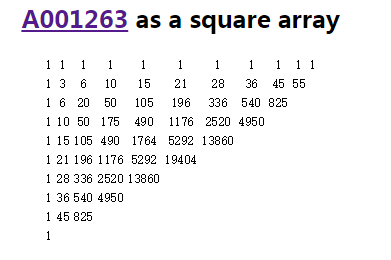 A001263 as a square array
1 1 1 1 1 1 1 1 1 1 1
1 3 6 10 15 21 28 36 45 55
1 6 20 50 105 196 336 540 825
1 10 50 175 490 1176 2520 4950
1 15 105 490 1764 5292 13860
1 21 196 1176 5292 19404
1 28 336 2520 13860
1 36 540 4950
1 45 825
1